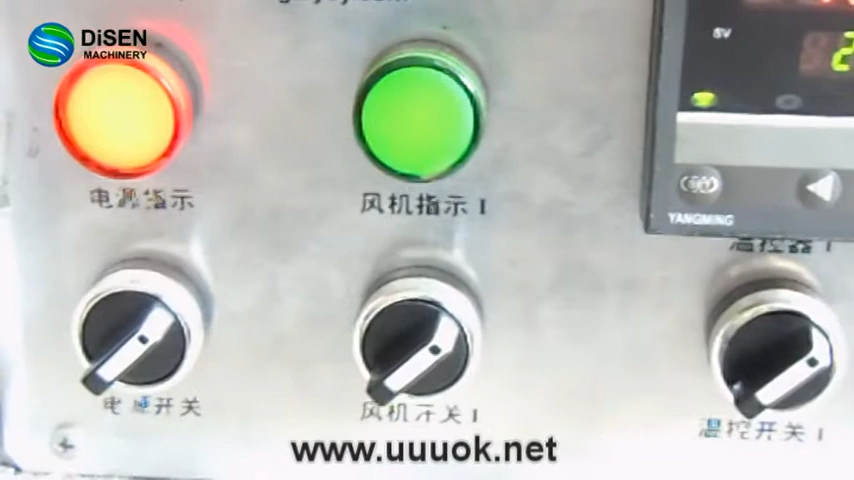 DiSEN
MACHINERY
SV
电源指示
风机指示 I
YANGMING
温控器 I
电源开关
风机开关 I
温控开关 I
www.uuuok.net